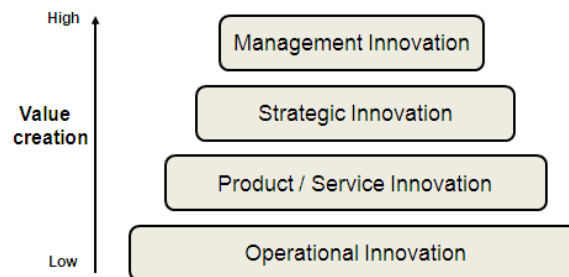 High
Management Innovation
Strategic Innovation
Value
creation
Product / Service Innovation
Operational Innovation
Low